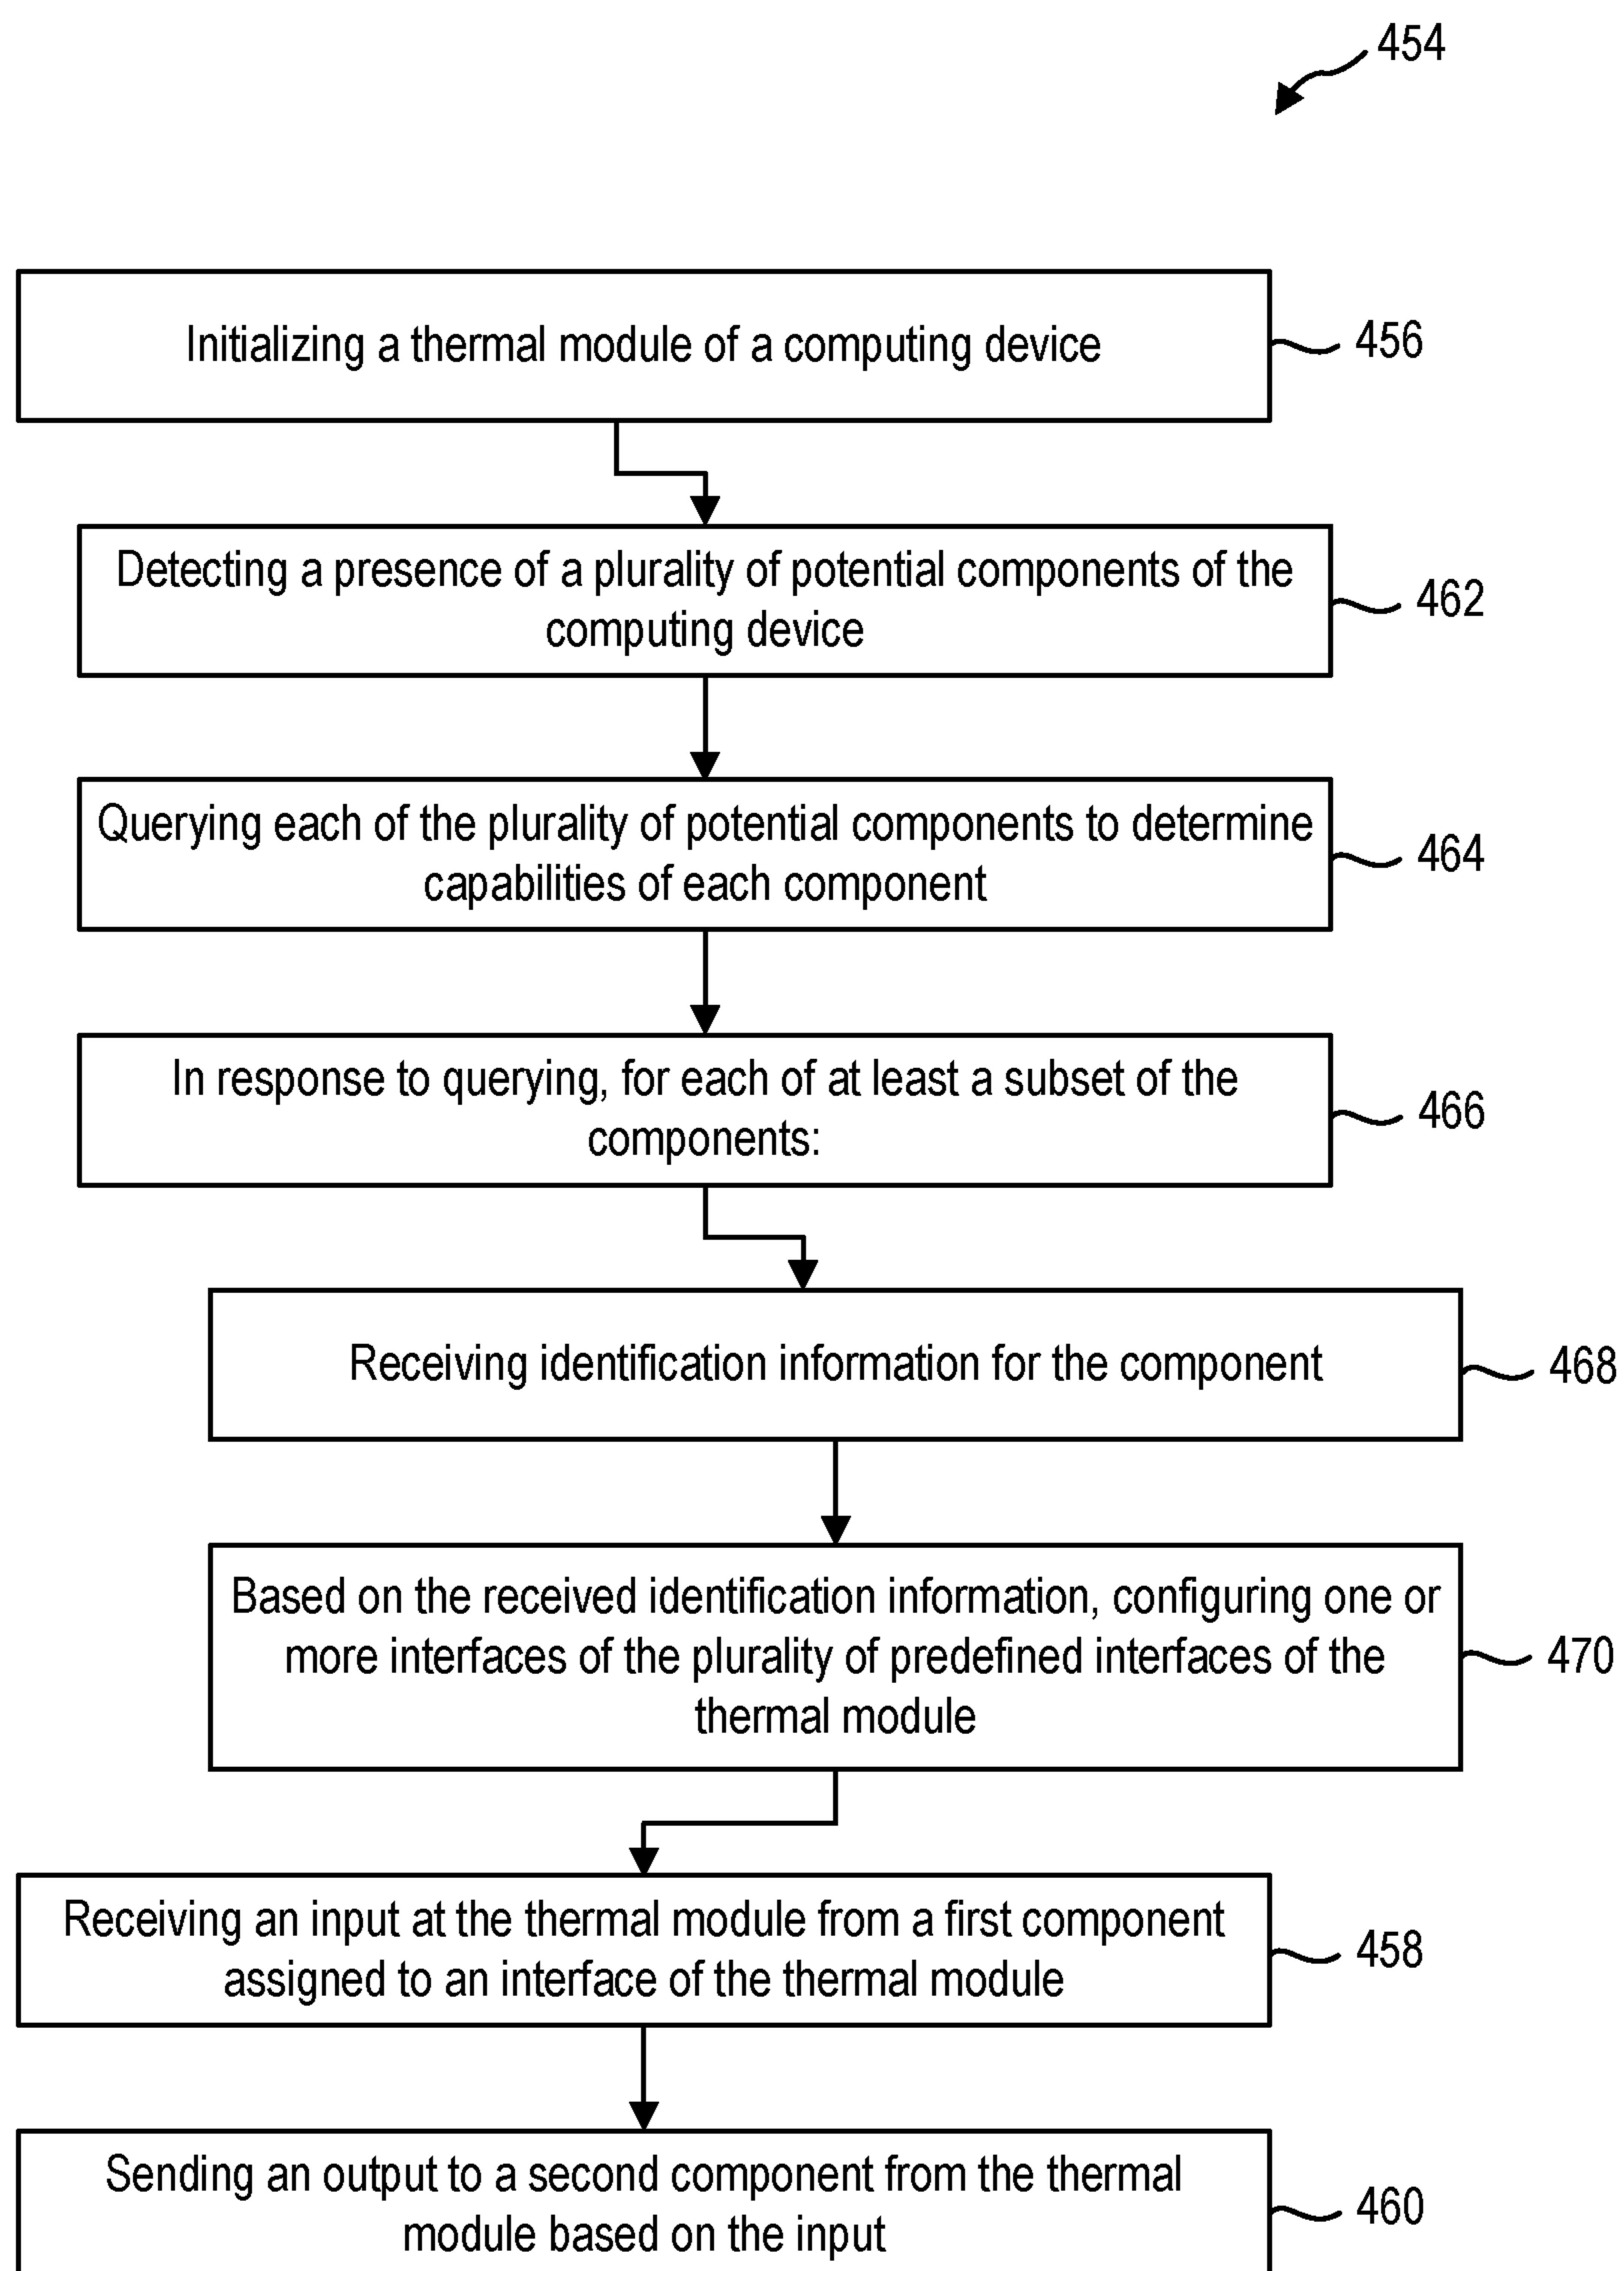 454
Initializing a thermal module of a computing device
456
Detecting a presence of a plurality of potential components of the
computing device
462
Querying each of the plurality of potential components to determine
capabilities of each component
464
In response to querying, for each of at least a subset of the
components:
466
Receiving identification information for the component
468
Based on the received identification information, configuring one or
more interfaces of the plurality of predefined interfaces of the
thermal module
470
Receiving an input at the thermal module from a first component
assigned to an interface of the thermal module
458
Sending an output to a second component from the thermal
module based on the input
460